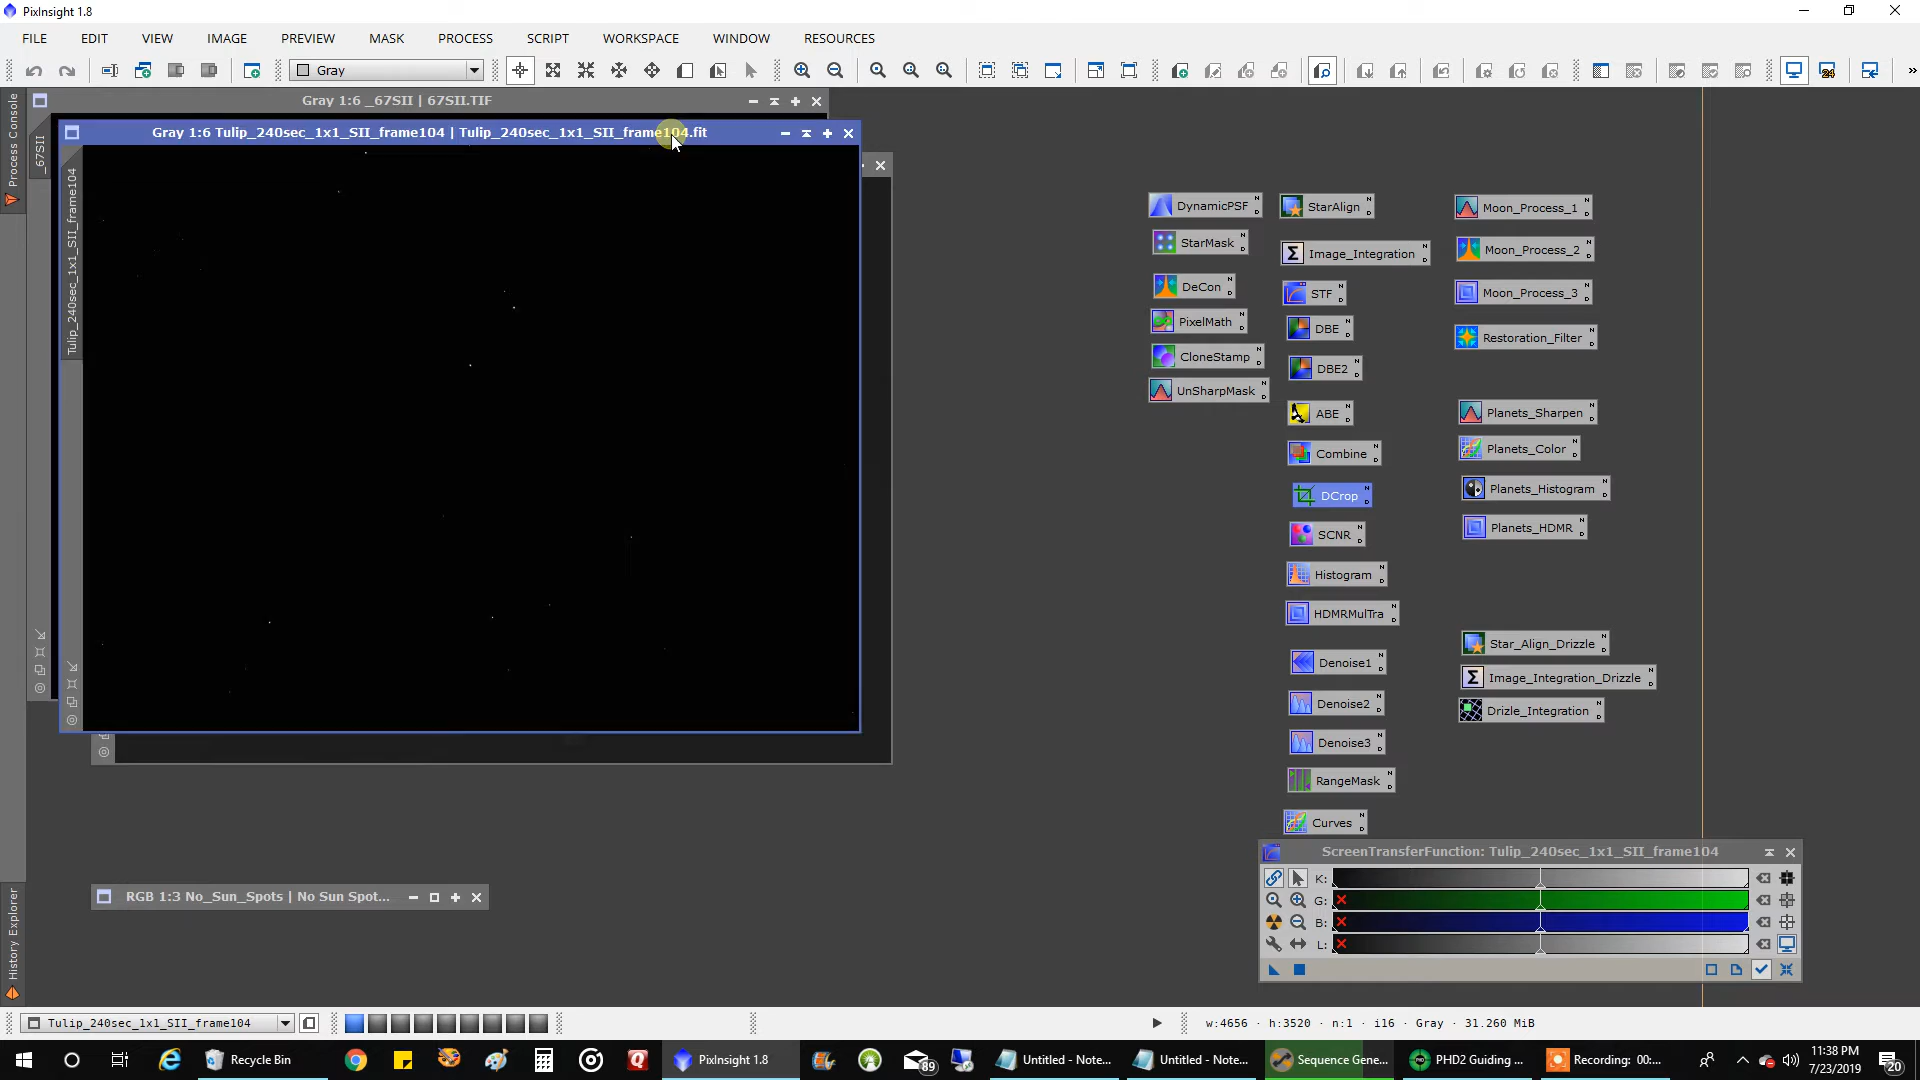 PixInsight 1.8
FILE EDIT VIEW IMAGE PREVIEW MASK PROCESS SCRIPT WORKSPACE WINDOW RESOURCES
Gray
24
Process Console
Gray 1:6 _67SII | 67SII.TIF
_67SII
Gray 1:6 Tulip_240sec_1x1_SII_frame104 | Tulip_240sec_1x1_SII_frame104.fit
Tulip_240sec_1x1_SII_frame104
DynamicPSF
StarMask
DeCon
PixelMath
CloneStamp
UnSharpMask
StarAlign
Image_Integration
STF
DBE
DBE2
ABE
Combine
DCrop
SCNR
Histogram
HDMRMulTra
Denoise1
Denoise2
Denoise3
RangeMask
Curves
Moon_Process_1
Moon_Process_2
Moon_Process_3
Restoration_Filter
Planets_Sharpen
Planets_Color
Planets_Histogram
Planets_HDMR
Star_Align_Drizzle
Image_Integration_Drizzle
Drizle_Integration
RGB 1:3 No_Sun_Spots | No Sun Spot...
ScreenTransferFunction: Tulip_240sec_1x1_SII_frame104
K:
G:
B:
L:
History Explorer
Tulip_240sec_1x1_SII_frame104
w:4656 · h:3520 · n:1 · i16 · Gray · 31.260 MiB
Recycle Bin
PixInsight 1.8
89
Untitled - Note...
Untitled - Note...
Sequence Gene...
PHD2 Guiding ...
Recording: 00:...
11:38 PM
7/23/2019
20